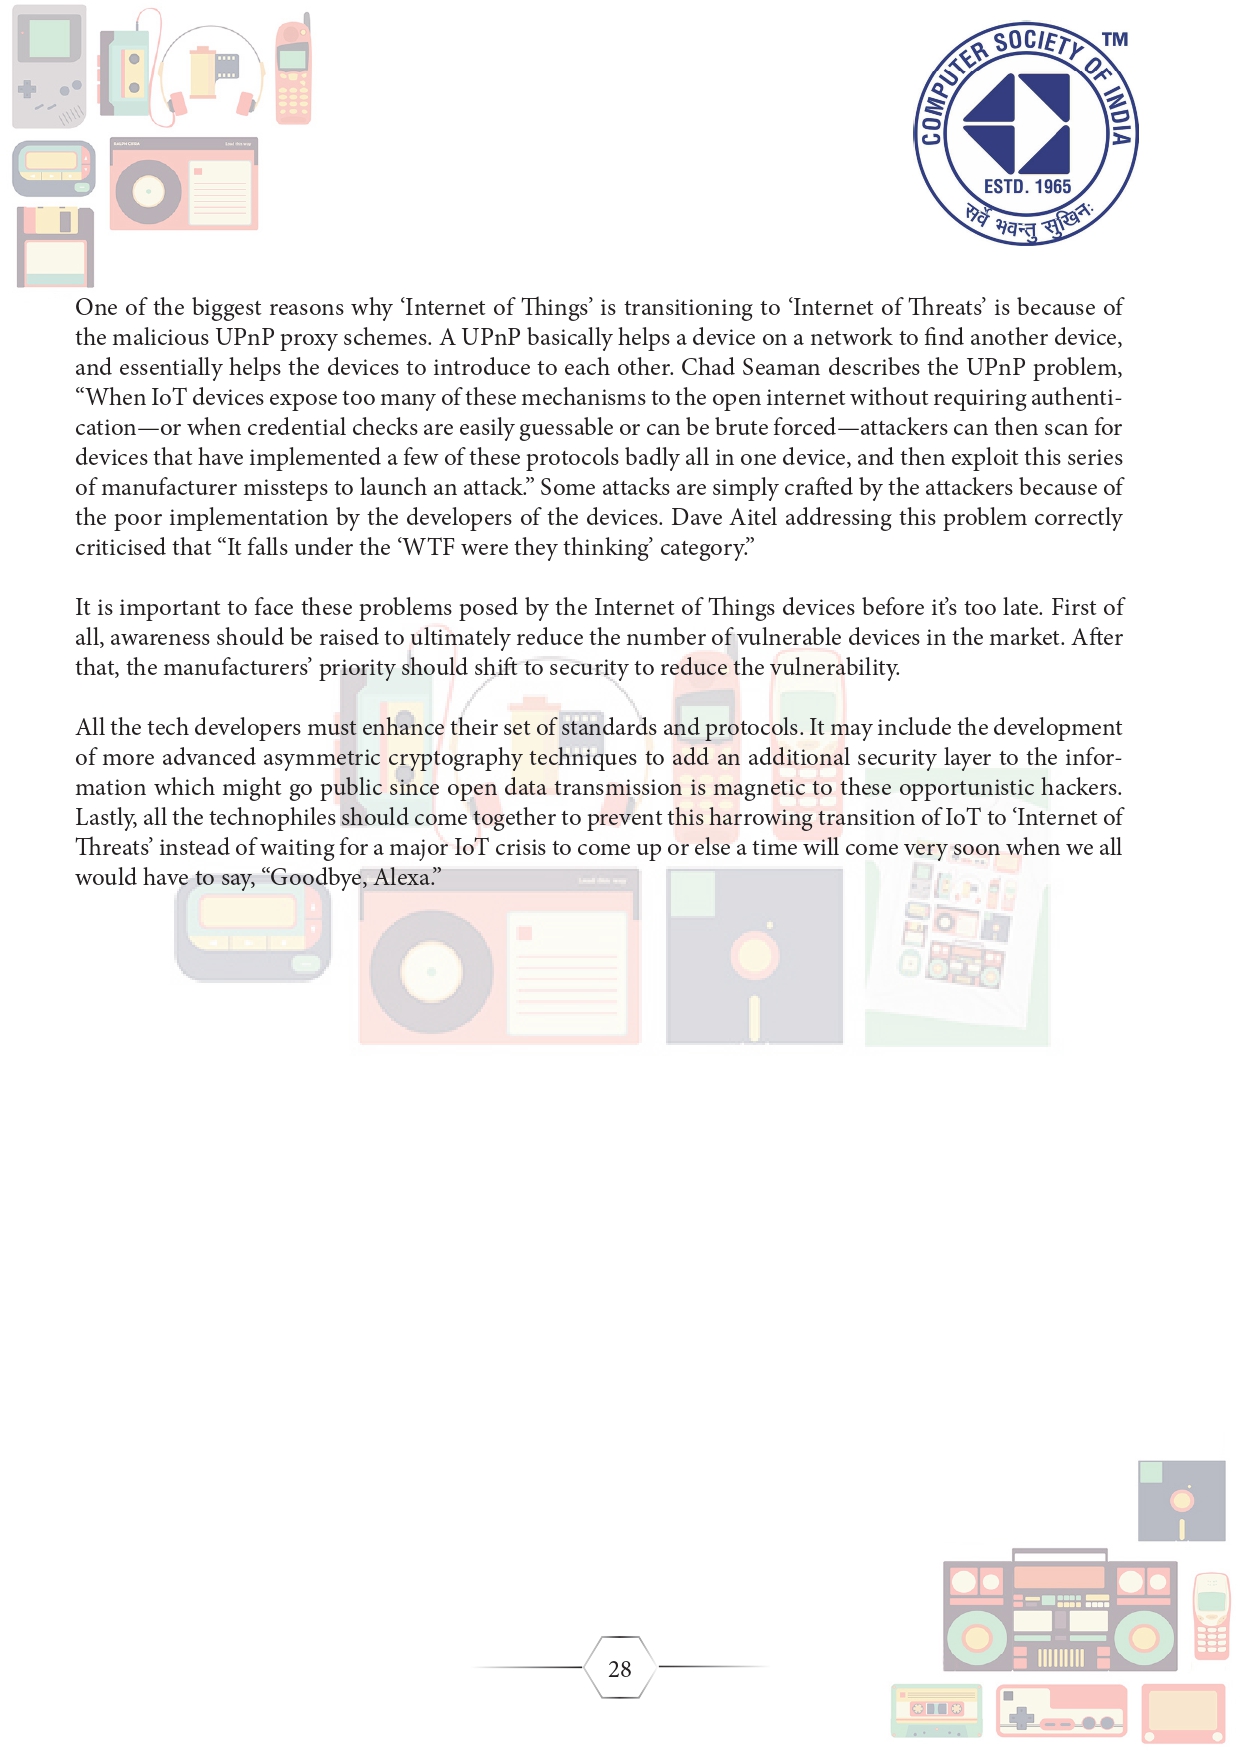 COMPUTER SOCIETY OF INDIA
TM
ESTD. 1965
सर्वे भवन्तु सुखिनः
One of the biggest reasons why ‘Internet of Things’ is transitioning to ‘Internet of Threats’ is because of
the malicious UPnP proxy schemes. A UPnP basically helps a device on a network to find another device,
and essentially helps the devices to introduce to each other. Chad Seaman describes the UPnP problem,
“When IoT devices expose too many of these mechanisms to the open internet without requiring authenti-
cation—or when credential checks are easily guessable or can be brute forced—attackers can then scan for
devices that have implemented a few of these protocols badly all in one device, and then exploit this series
of manufacturer missteps to launch an attack.” Some attacks are simply crafted by the attackers because of
the poor implementation by the developers of the devices. Dave Aitel addressing this problem correctly
criticised that “It falls under the ‘WTF were they thinking’ category.”
It is important to face these problems posed by the Internet of Things devices before it’s too late. First of
all, awareness should be raised to ultimately reduce the number of vulnerable devices in the market. After
that, the manufacturers’ priority should shift to security to reduce the vulnerability.
All the tech developers must enhance their set of standards and protocols. It may include the development
of more advanced asymmetric cryptography techniques to add an additional security layer to the infor-
mation which might go public since open data transmission is magnetic to these opportunistic hackers.
Lastly, all the technophiles should come together to prevent this harrowing transition of IoT to ‘Internet of
Threats’ instead of waiting for a major IoT crisis to come up or else a time will come very soon when we all
would have to say, “Goodbye, Alexa.”
28